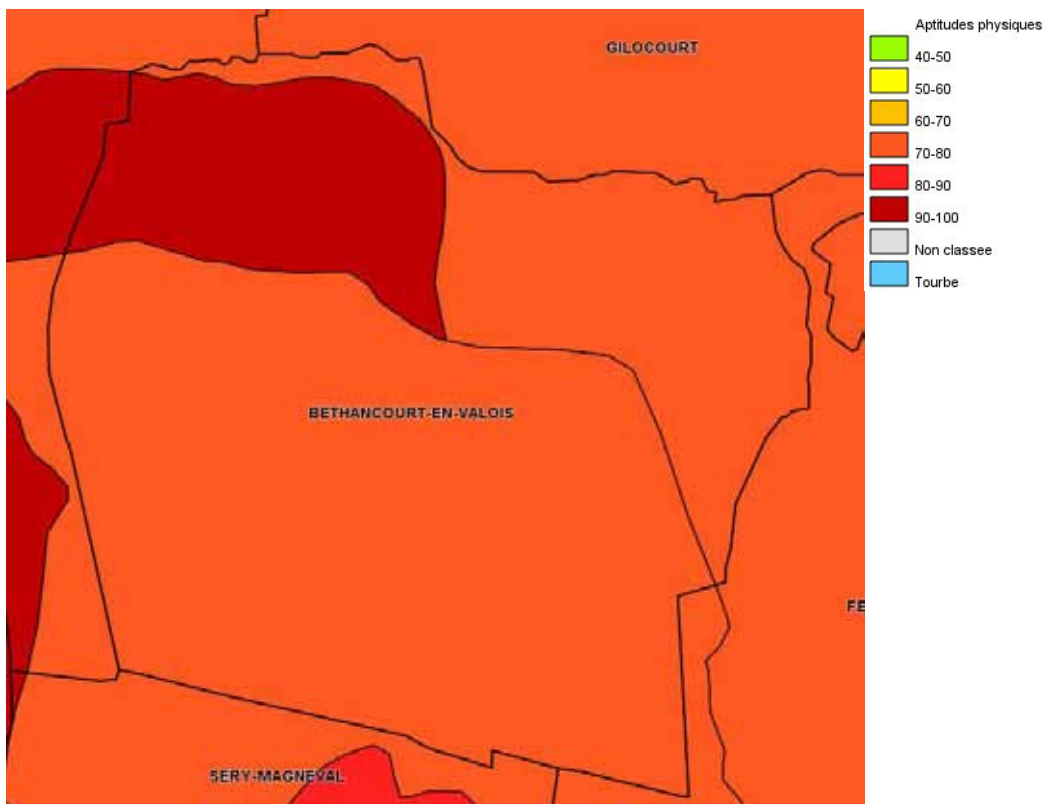 GILOCOURT
BETHANCOURT-EN-VALOIS
FE
SERY-MAGNEVAL
Aptitudes physiques
40-50
50-60
60-70
70-80
80-90
90-100
Non classee
Tourbe